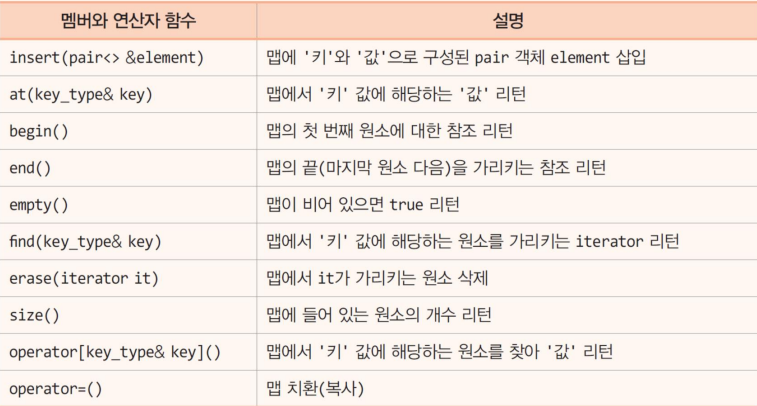 멤버와 연산자 함수 설명
insert(pair<> &element) 맵에 '키'와 '값'으로 구성된 pair 객체 element 삽입
at(key_type& key) 맵에서 '키' 값에 해당하는 '값' 리턴
begin() 맵의 첫 번째 원소에 대한 참조 리턴
end() 맵의 끝(마지막 원소 다음)을 가리키는 참조 리턴
empty() 맵이 비어 있으면 true 리턴
find(key_type& key) 맵에서 '키' 값에 해당하는 원소를 가리키는 iterator 리턴
erase(iterator it) 맵에서 it가 가리키는 원소 삭제
size() 맵에 들어 있는 원소의 개수 리턴
operator[key_type& key]() 맵에서 '키' 값에 해당하는 원소를 찾아 '값' 리턴
operator=() 맵 치환(복사)